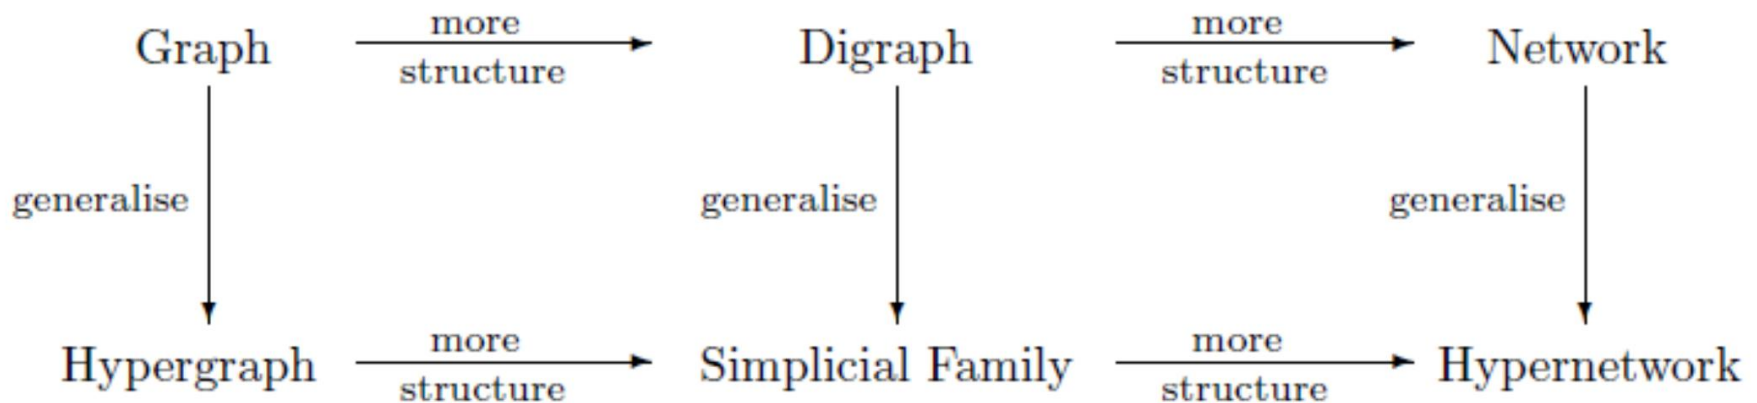 Graph more structure Digraph more structure Network
generalise generalise generalise
Hypergraph more structure Simplicial Family more structure Hypernetwork